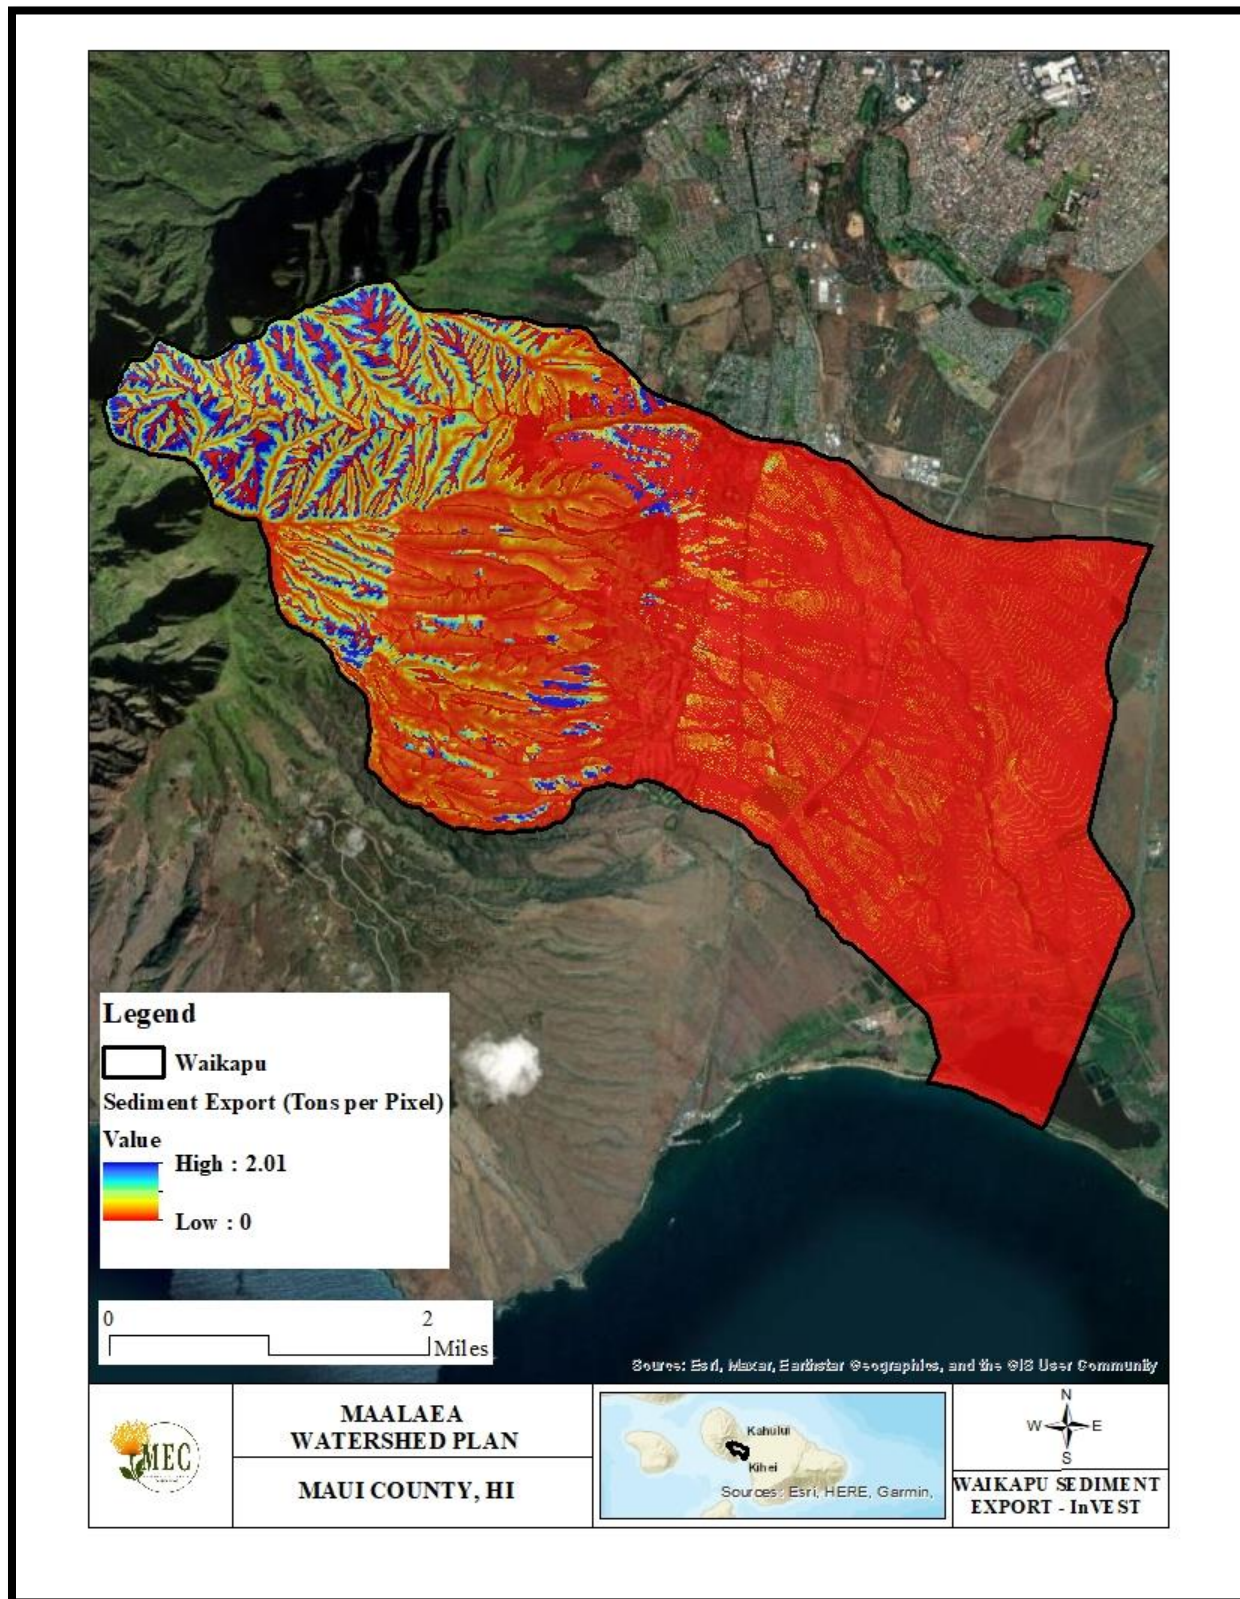 Legend
Waikapu
Sediment Export (Tons per Pixel)
Value
High : 2.01
Low : 0
0 2
Miles
Source: Esri, Maxar, Earthstar Geographics, and the GIS User Community
MEC
MAALAEA
WATERSHED PLAN
MAUI COUNTY, HI
Kahului
Kihei
Sources: Esri, HERE, Garmin,
N
W E
S
WAIKAPU SEDIMENT
EXPORT - InVEST